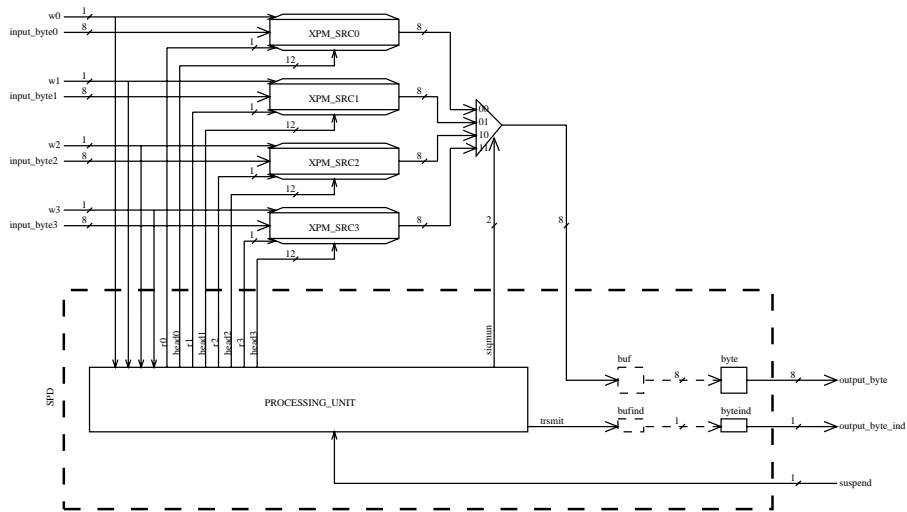 w0 1
input_byte0 8
XPM_SRC0 8
1
12
w1 1
input_byte1 8
XPM_SRC1 8
1
12
w2 1
input_byte2 8
XPM_SRC2 8
1
12
w3 1
input_byte3 8
XPM_SRC3 8
1
12
00
01
10
11
2
8
r0
head0
r1
head1
r2
head2
r3
head3
siqmun
SPD
PROCESSING_UNIT
buf
8
byte
8
output_byte
trsmit
bufind
1
byteind
1
output_byte_ind
1
suspend